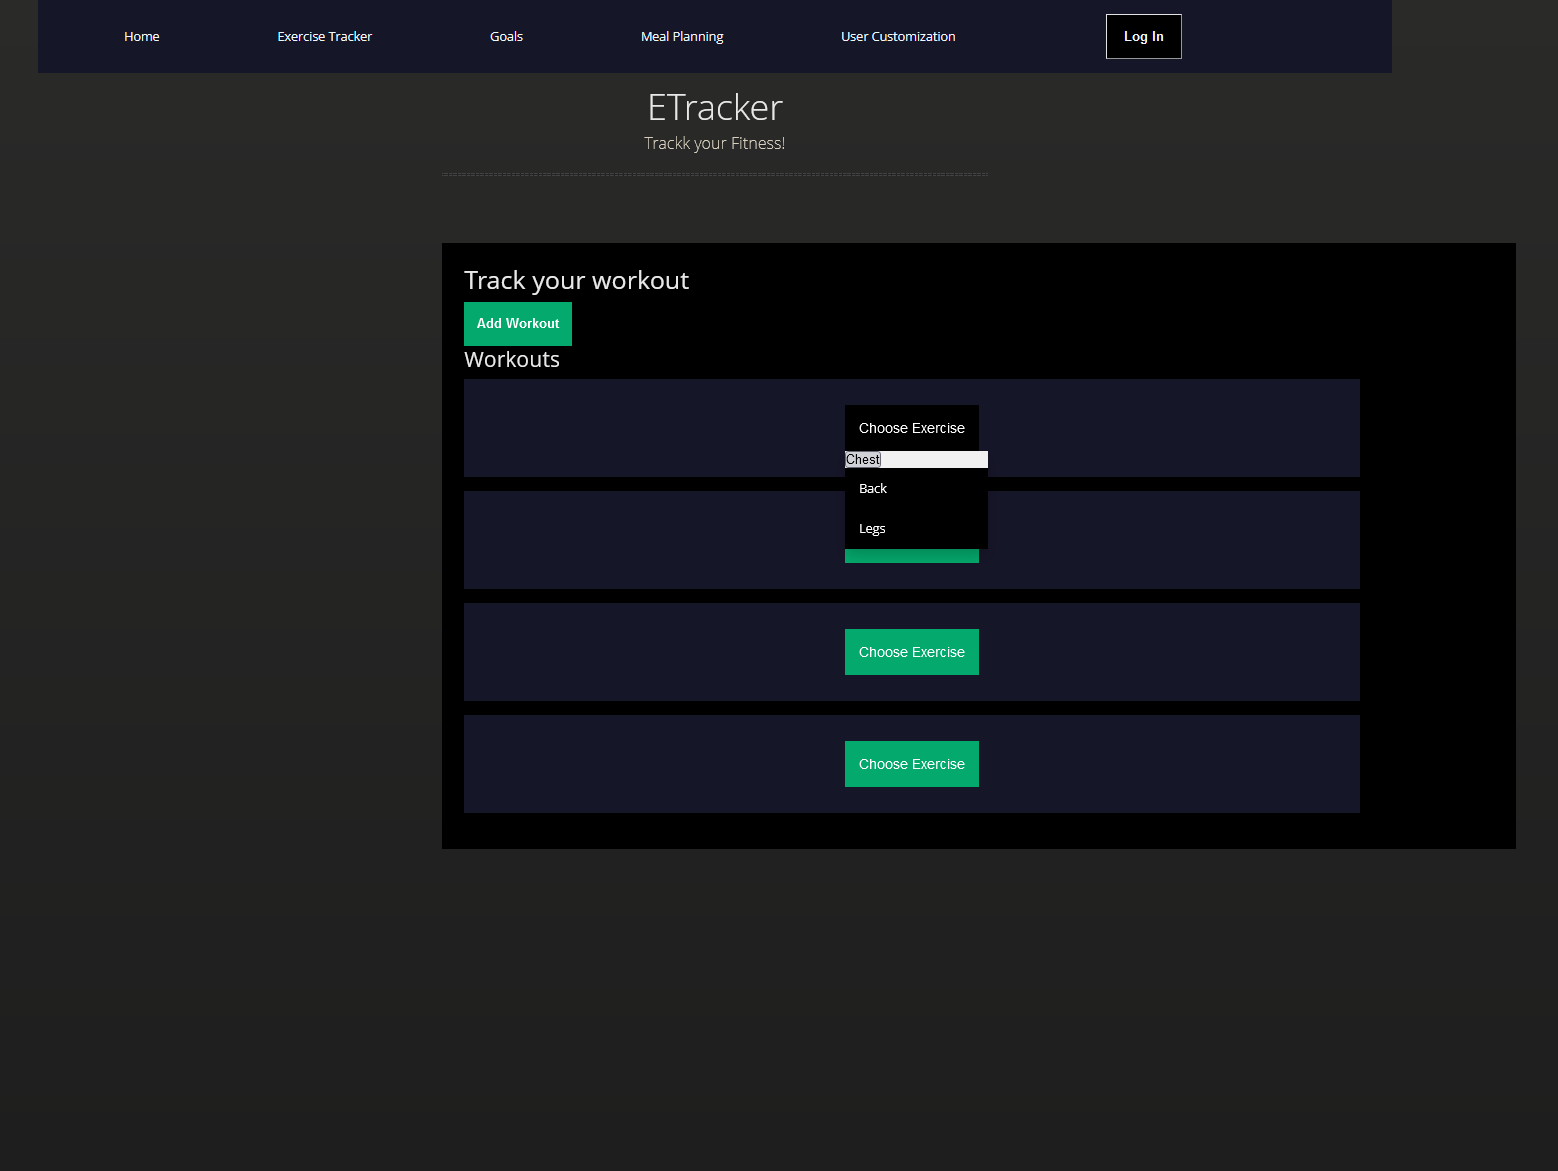 Home Exercise Tracker Goals Meal Planning User Customization Log In
ETracker
Trackk your Fitness!
Track your workout
Add Workout
Workouts
Choose Exercise
Chest
Back
Legs
Choose Exercise
Choose Exercise